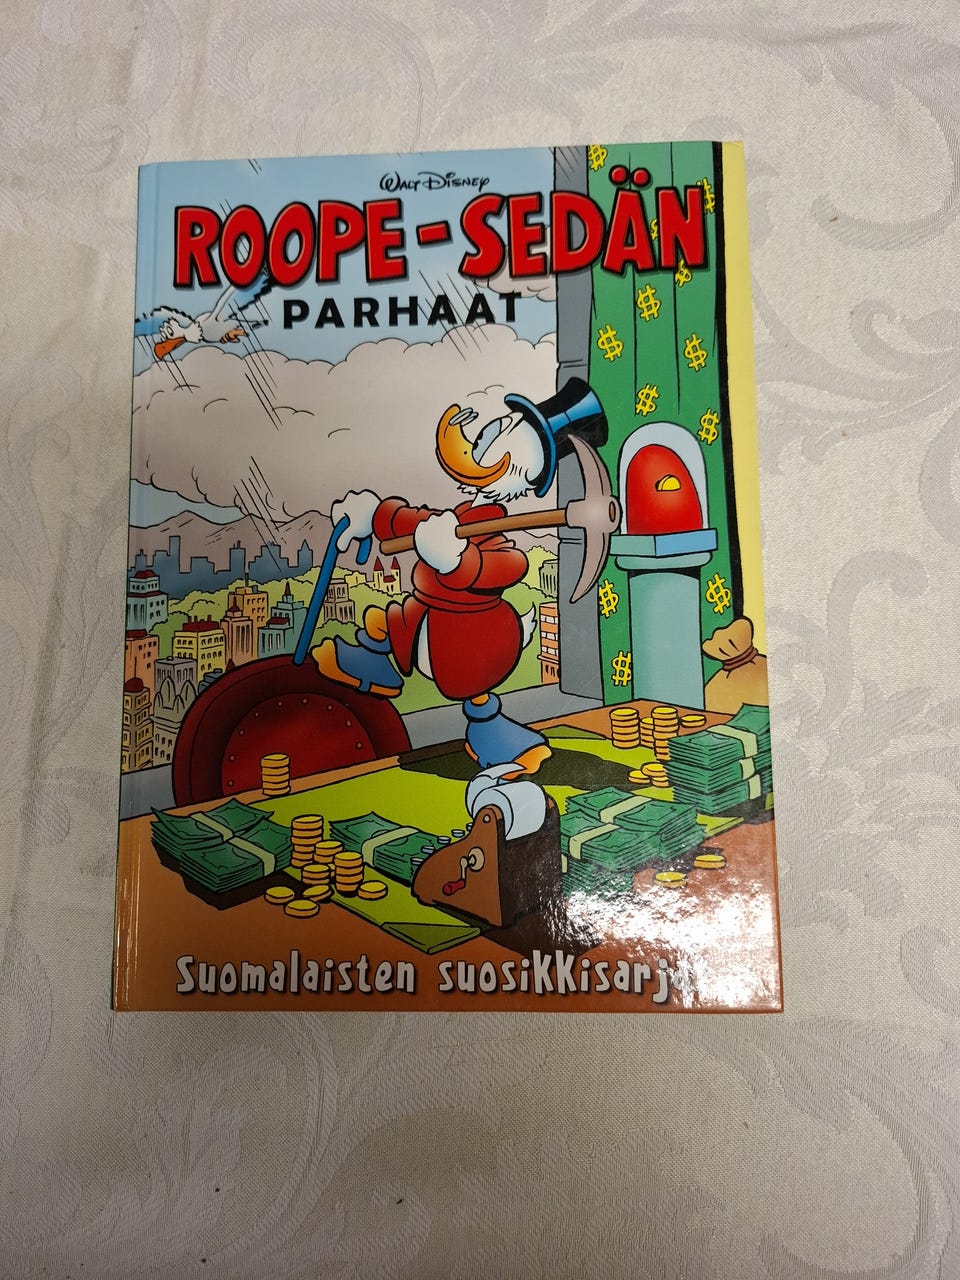 Walt Disney
ROOPE-SEDÄN
PARHAAT
Suomalaisten suosikkisarjat